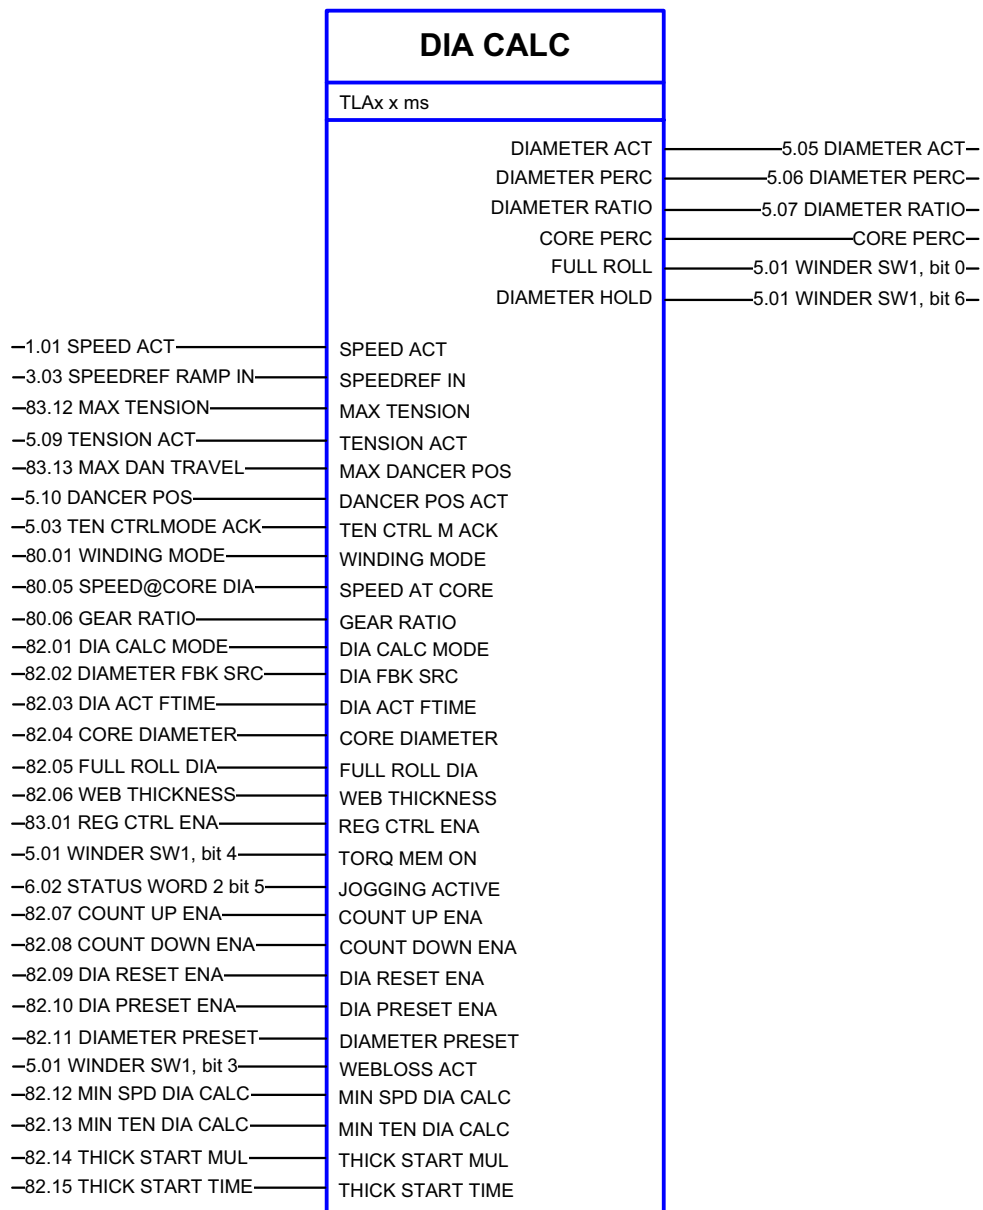 DIA CALC
TLAx x ms
DIAMETER ACT 5.05 DIAMETER ACT
DIAMETER PERC 5.06 DIAMETER PERC
DIAMETER RATIO 5.07 DIAMETER RATIO
CORE PERC CORE PERC
FULL ROLL 5.01 WINDER SW1, bit 0
DIAMETER HOLD 5.01 WINDER SW1, bit 6
1.01 SPEED ACT SPEED ACT
3.03 SPEEDREF RAMP IN SPEEDREF IN
83.12 MAX TENSION MAX TENSION
5.09 TENSION ACT TENSION ACT
83.13 MAX DAN TRAVEL MAX DANCER POS
5.10 DANCER POS DANCER POS ACT
5.03 TEN CTRLMODE ACK TEN CTRL M ACK
80.01 WINDING MODE WINDING MODE
80.05 SPEED@CORE DIA SPEED AT CORE
80.06 GEAR RATIO GEAR RATIO
82.01 DIA CALC MODE DIA CALC MODE
82.02 DIAMETER FBK SRC DIA FBK SRC
82.03 DIA ACT FTIME DIA ACT FTIME
82.04 CORE DIAMETER CORE DIAMETER
82.05 FULL ROLL DIA FULL ROLL DIA
82.06 WEB THICKNESS WEB THICKNESS
83.01 REG CTRL ENA REG CTRL ENA
5.01 WINDER SW1, bit 4 TORQ MEM ON
6.02 STATUS WORD 2 bit 5 JOGGING ACTIVE
82.07 COUNT UP ENA COUNT UP ENA
82.08 COUNT DOWN ENA COUNT DOWN ENA
82.09 DIA RESET ENA DIA RESET ENA
82.10 DIA PRESET ENA DIA PRESET ENA
82.11 DIAMETER PRESET DIAMETER PRESET
5.01 WINDER SW1, bit 3 WEBLOSS ACT
82.12 MIN SPD DIA CALC MIN SPD DIA CALC
82.13 MIN TEN DIA CALC MIN TEN DIA CALC
82.14 THICK START MUL THICK START MUL
82.15 THICK START TIME THICK START TIME